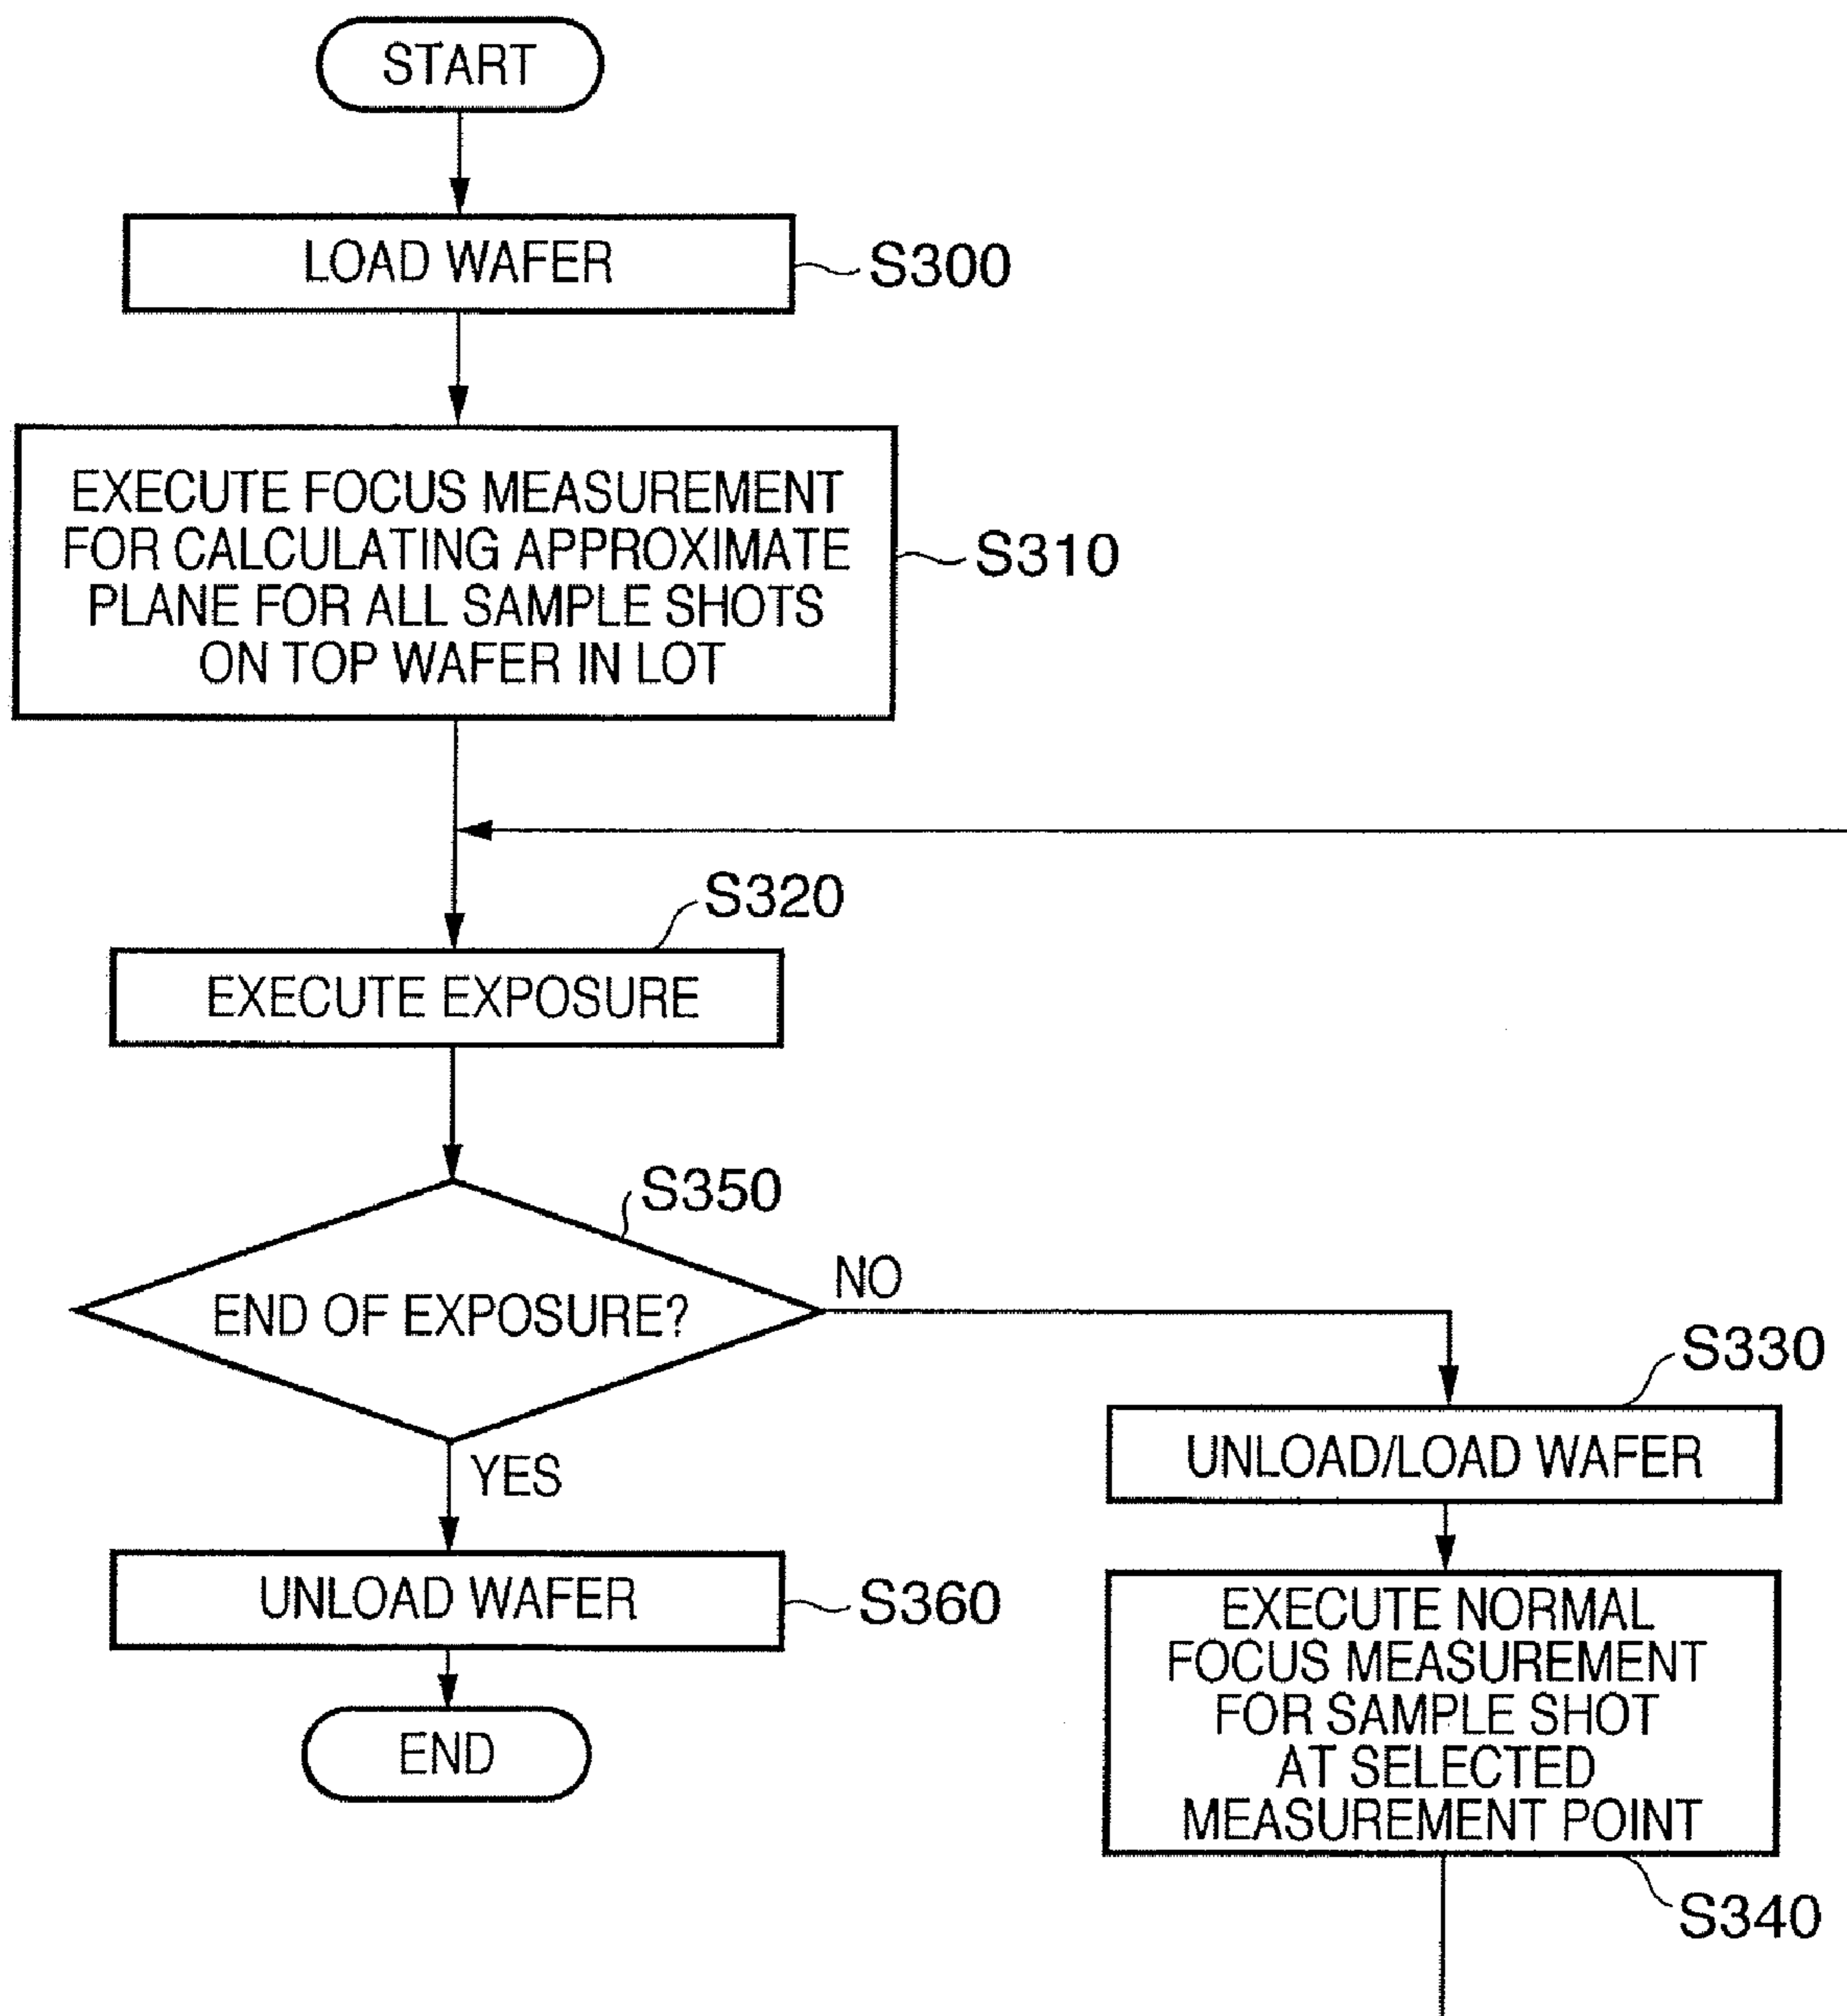 START
LOAD WAFER
S300
EXECUTE FOCUS MEASUREMENT
FOR CALCULATING APPROXIMATE
PLANE FOR ALL SAMPLE SHOTS
ON TOP WAFER IN LOT
S310
S320
EXECUTE EXPOSURE
S350
END OF EXPOSURE?
NO
YES
S330
UNLOAD/LOAD WAFER
UNLOAD WAFER
S360
EXECUTE NORMAL
FOCUS MEASUREMENT
FOR SAMPLE SHOT
AT SELECTED
MEASUREMENT POINT
S340
END